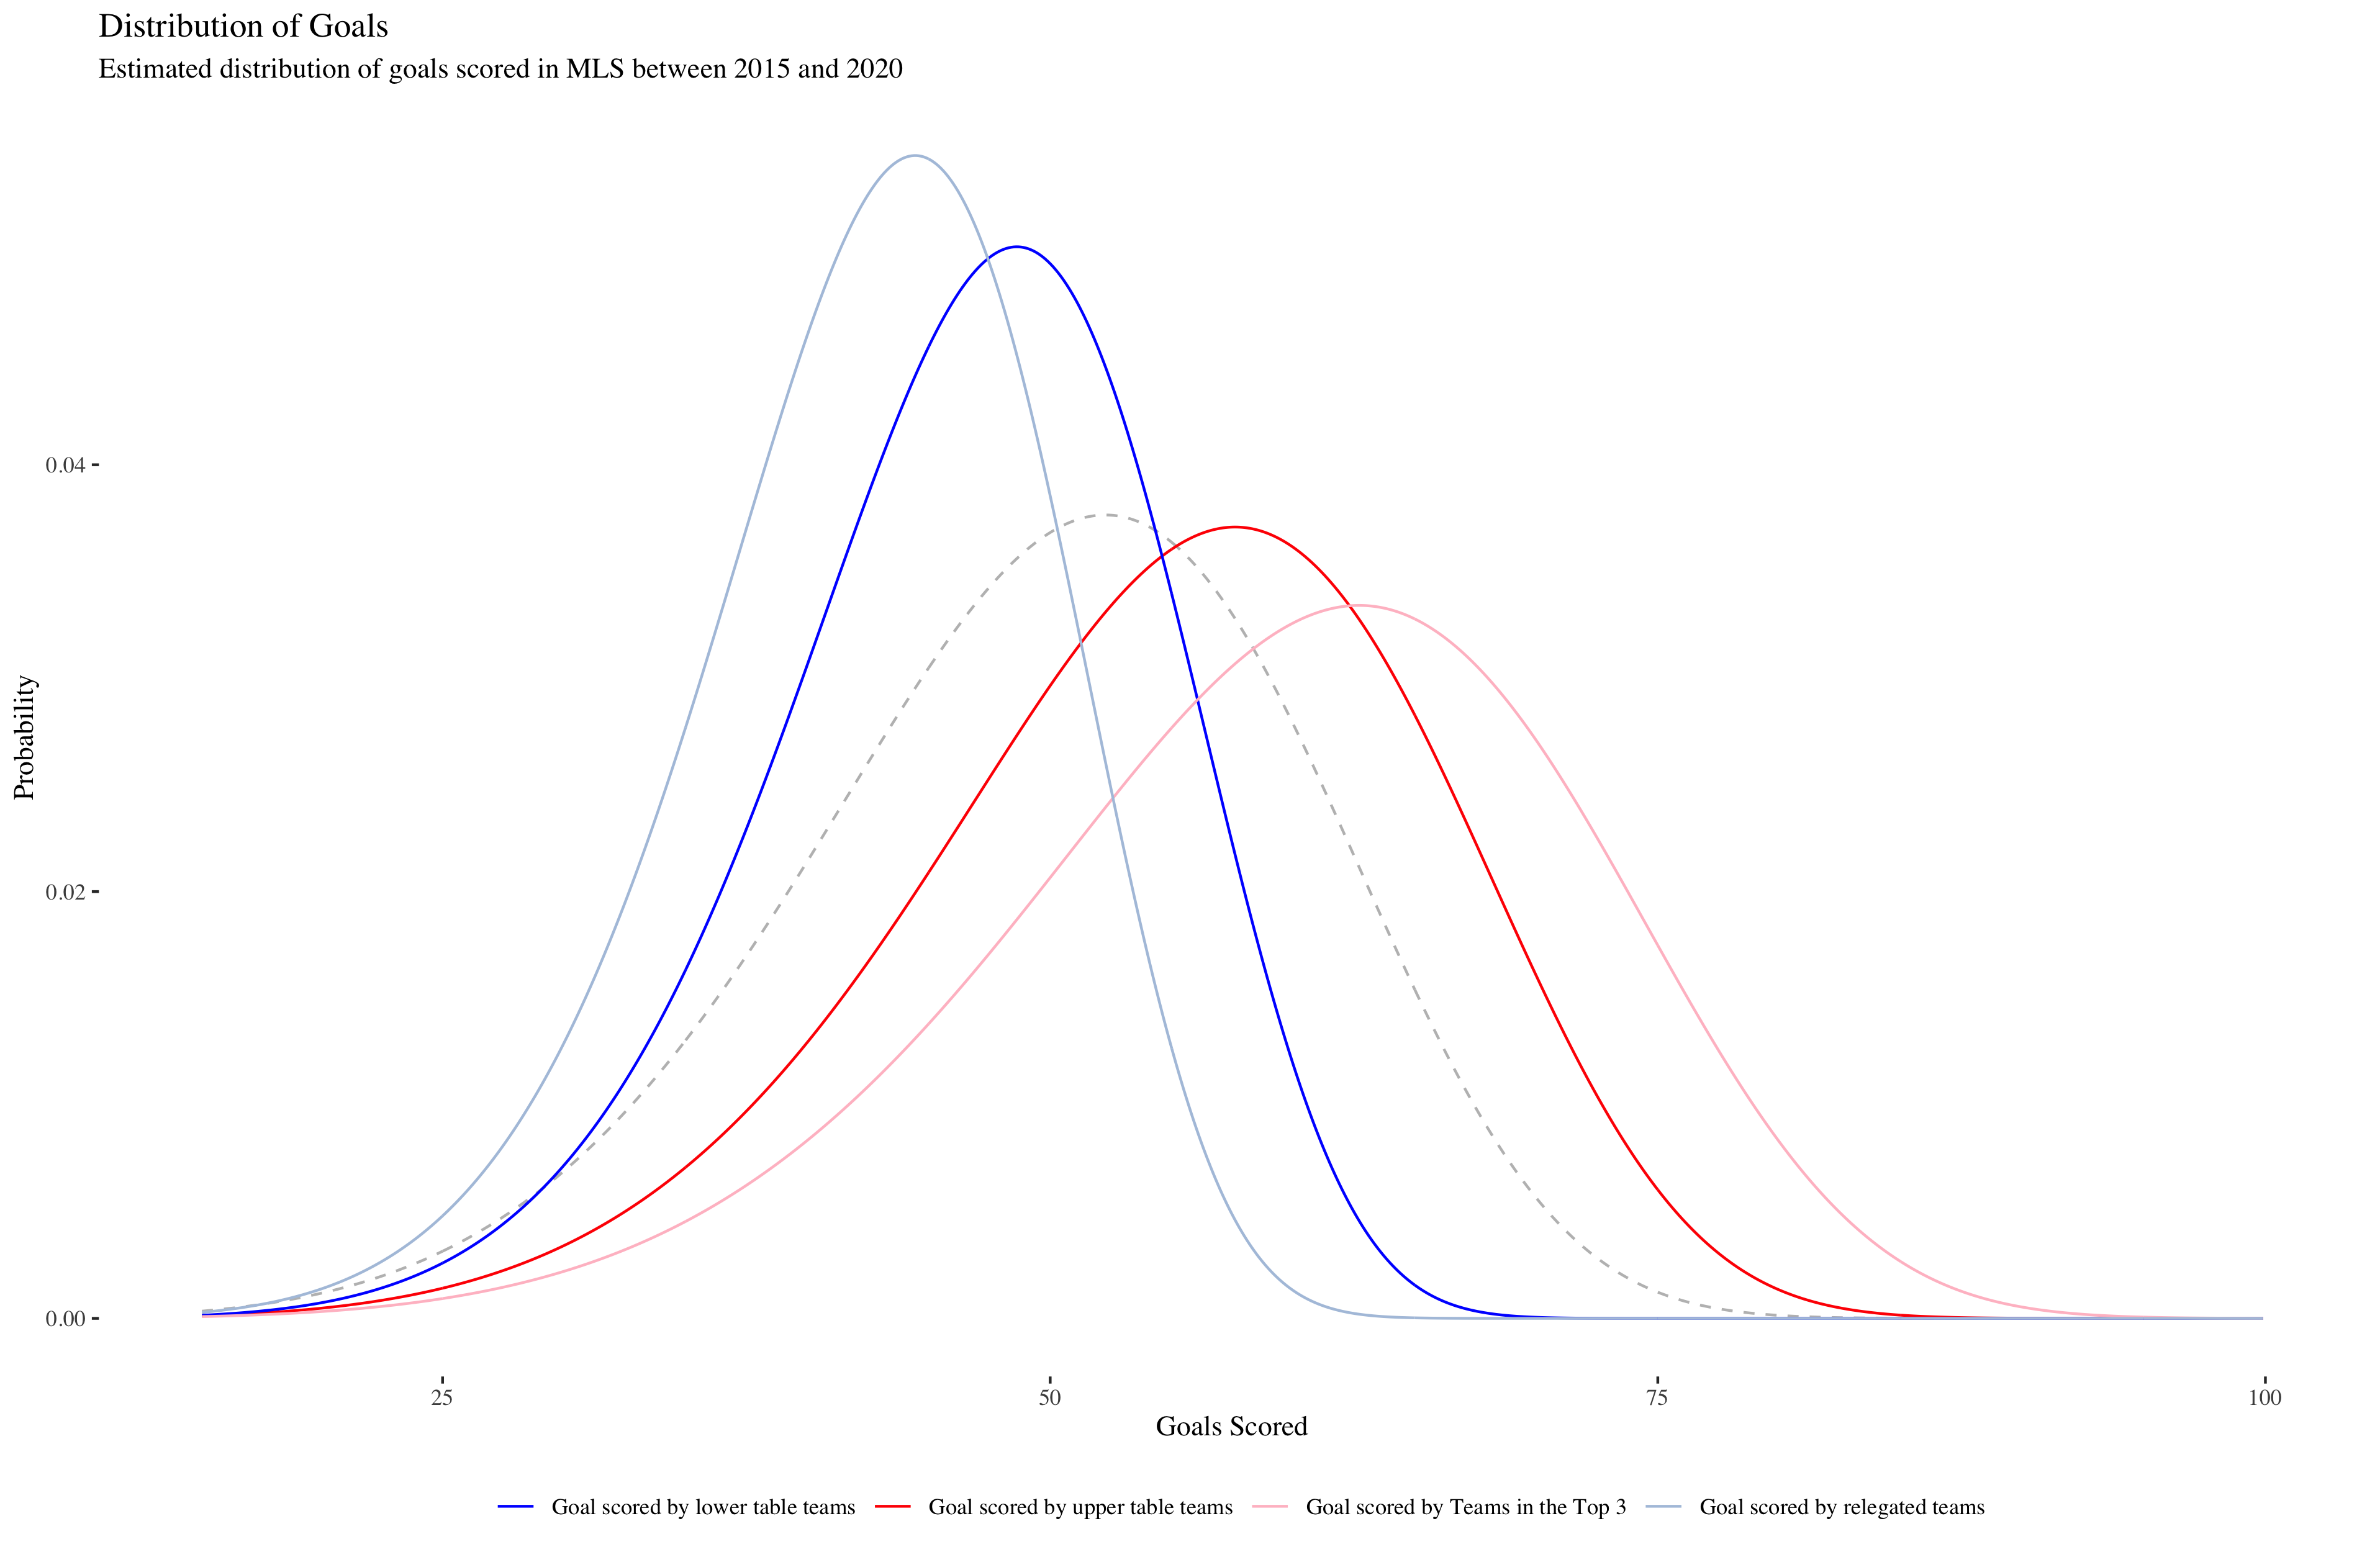 Distribution of Goals
Estimated distribution of goals scored in MLS between 2015 and 2020
0.04
0.02
0.00
Probability
25 50 75 100
Goals Scored
Goal scored by lower table teams Goal scored by upper table teams Goal scored by Teams in the Top 3 Goal scored by relegated teams